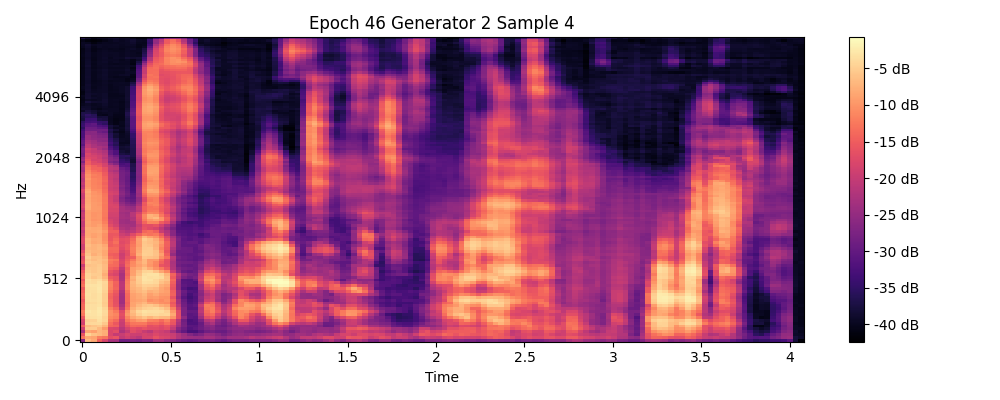 Epoch 46 Generator 2 Sample 4
Hz
4096
2048
1024
512
0
0 0.5 1 1.5 2 2.5 3 3.5 4
Time
-5 dB
-10 dB
-15 dB
-20 dB
-25 dB
-30 dB
-35 dB
-40 dB